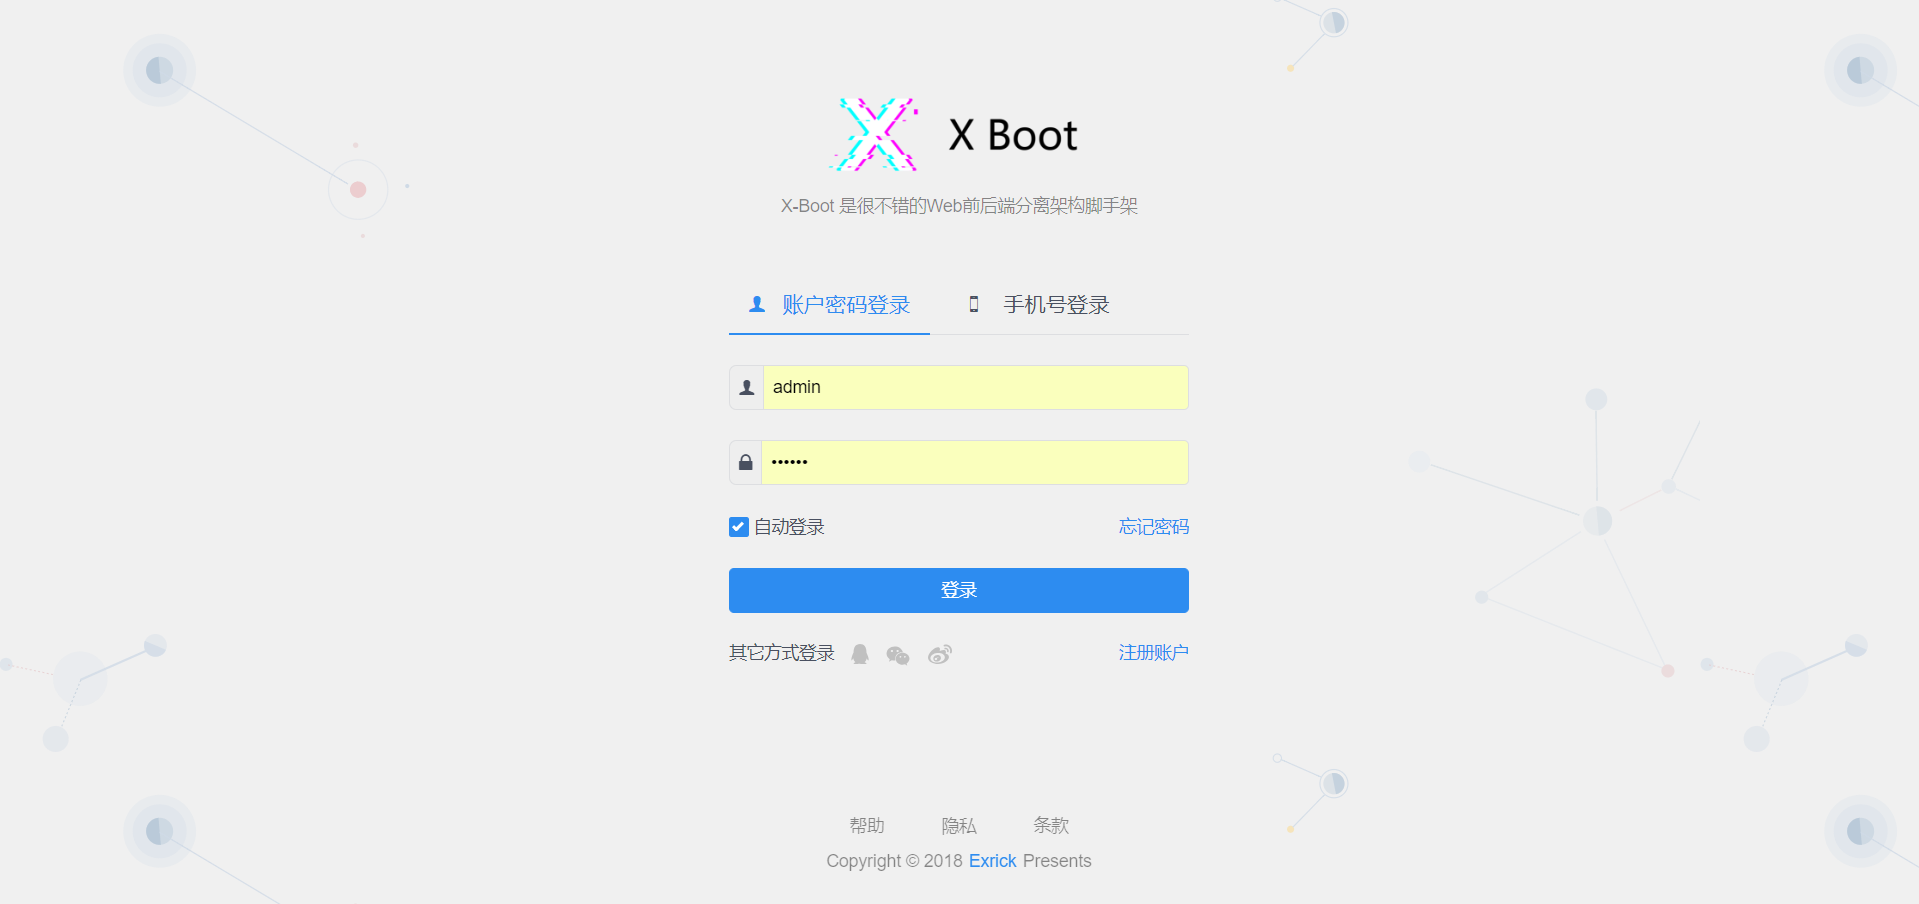 X Boot
X-Boot 是很不错的Web前后端分离架构脚手架
账户密码登录 手机号登录
admin
••••••
自动登录 忘记密码
登录
其它方式登录 注册账户
帮助 隐私 条款
Copyright © 2018 Exrick Presents